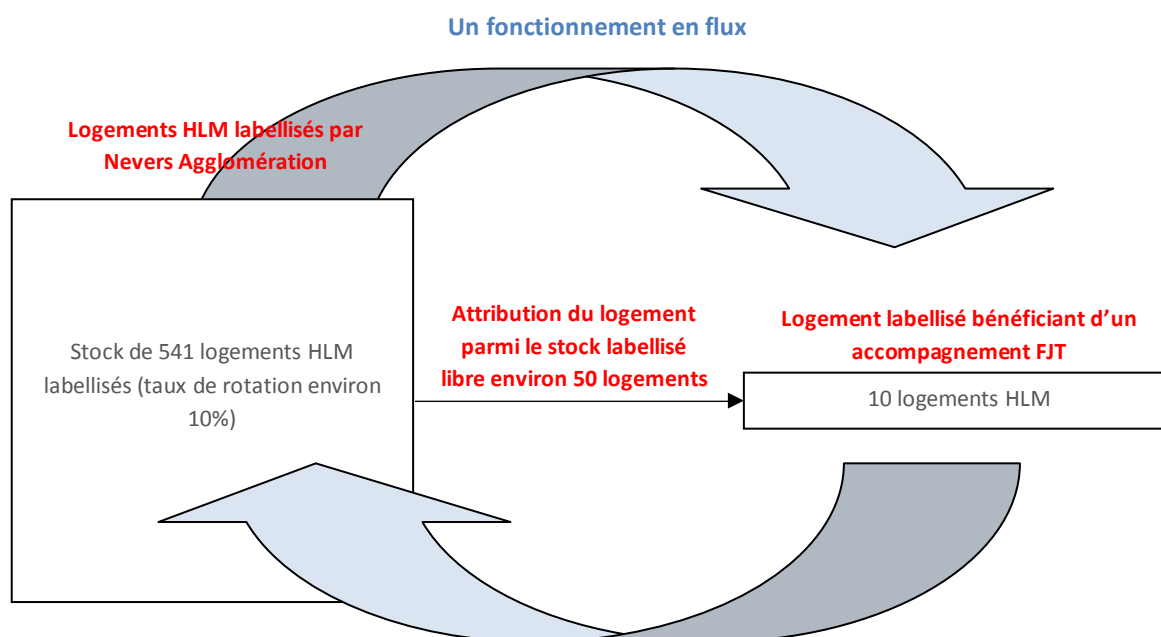 Un fonctionnement en flux
Logements HLM labellisés par
Nevers Agglomération
Stock de 541 logements HLM
labellisés (taux de rotation environ
10%)
Attribution du logement
parmi le stock labellisé
libre environ 50 logements
Logement labellisé bénéficiant d’un
accompagnement FJT
10 logements HLM